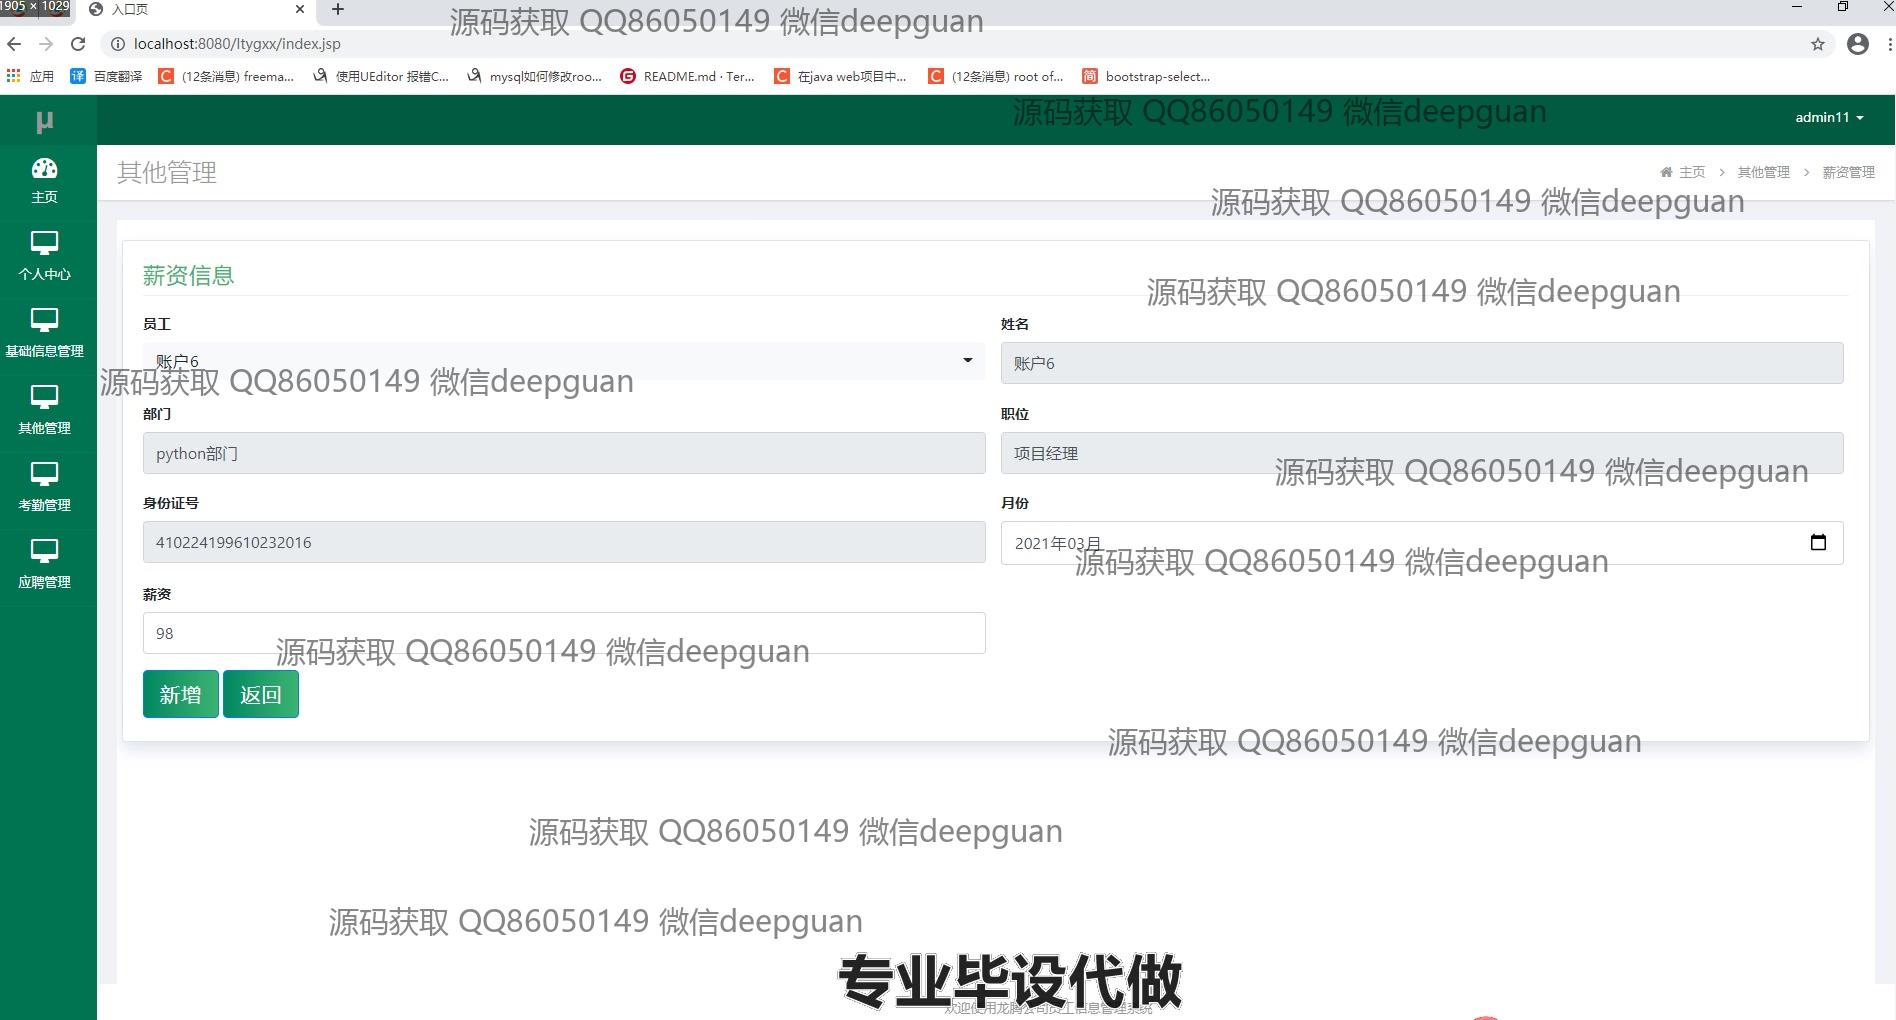 1905 × 1029
入口页
源码获取 QQ86050149 微信deepguan
localhost:8080/ltygxx/index.jsp
应用 百度翻译 (12条消息) freema... 使用UEditor 报错C... mysql如何修改roo... README.md · Ter... 在java web项目中... (12条消息) root of... bootstrap-select...
μ
源码获取 QQ86050149 微信deepguan
admin11
其他管理
主页 > 其他管理 > 薪资管理
源码获取 QQ86050149 微信deepguan
主页
个人中心
基础信息管理
其他管理
考勤管理
应聘管理
薪资信息
源码获取 QQ86050149 微信deepguan
员工
姓名
账户6
账户6
源码获取 QQ86050149 微信deepguan
部门
职位
python部门
项目经理
源码获取 QQ86050149 微信deepguan
身份证号
月份
410224199610232016
2021年03月
源码获取 QQ86050149 微信deepguan
薪资
98
源码获取 QQ86050149 微信deepguan
新增 返回
源码获取 QQ86050149 微信deepguan
源码获取 QQ86050149 微信deepguan
源码获取 QQ86050149 微信deepguan
专业毕设代做
欢迎使用龙腾公司员工信息管理系统